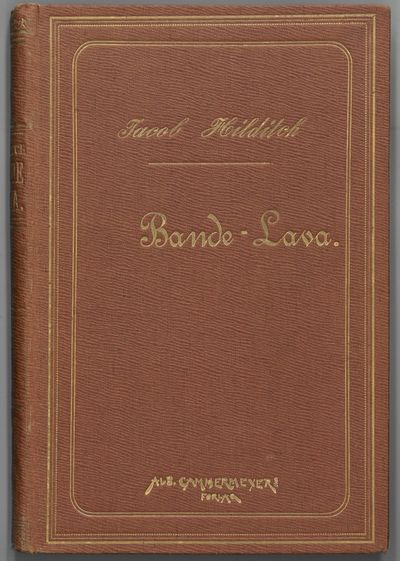 Jacob Hilditch
Bande-Lava.
ALB. CAMMERMEYERS
FORLAG